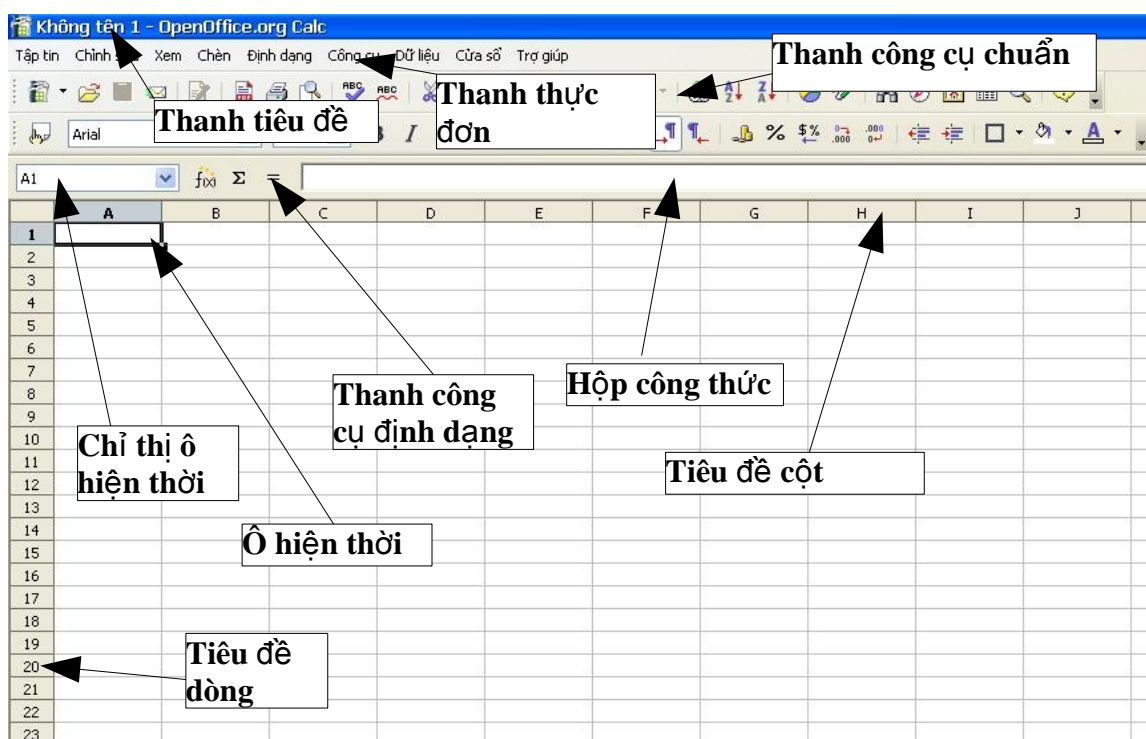 Không tên 1 - OpenOffice.org Calc
Tập tin Chỉnh Xem Chèn Định dạng Công cụ Dữ liệu Cửa sổ Trợ giúp
Thanh công cụ chuẩn
ABC ABC
Thanh thực
đơn
Thanh tiêu đề
Arial I % $% .000 .000 A
A1 f(x) Σ =
A B C D E F G H I J
1
2
3
4
5
6
7
8
9
10
11
12
13
14
15
16
17
18
19
20
21
22
23
Hộp công thức
Thanh công
cụ định dạng
Chỉ thị ô
hiện thời
Tiêu đề cột
Ô hiện thời
Tiêu đề
dòng